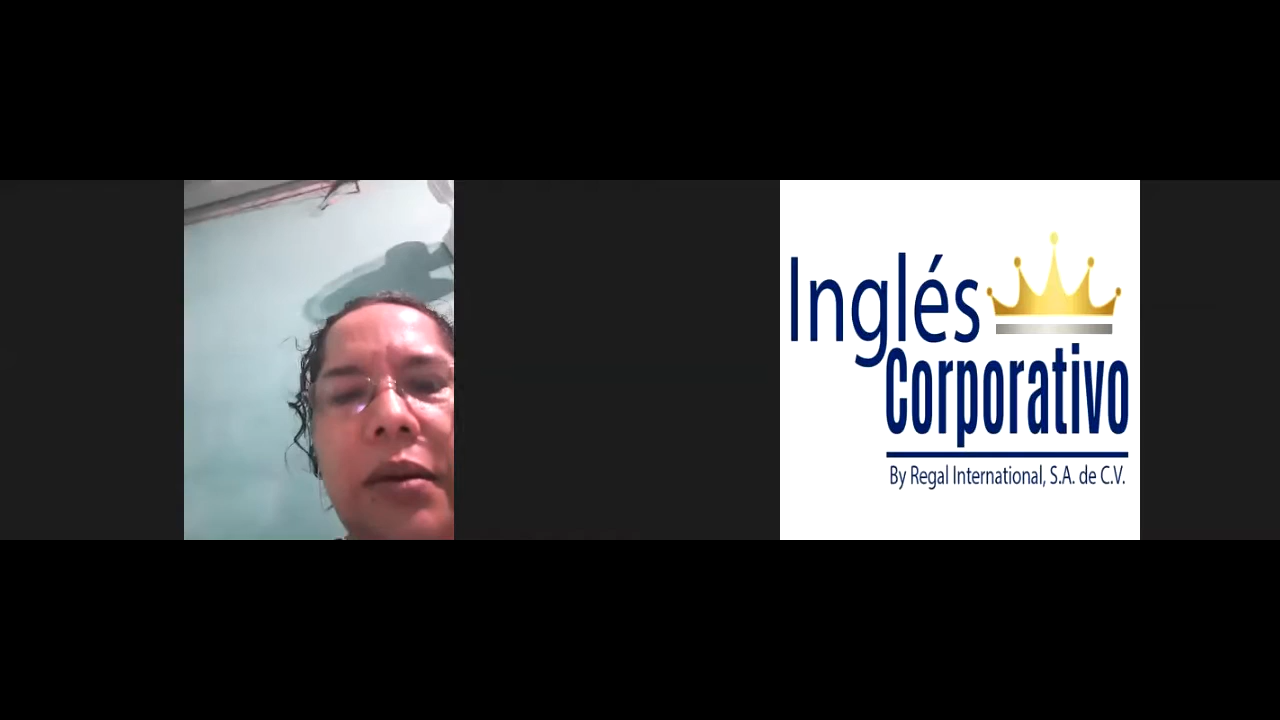 Inglés
Corporativo
By Regal International, S.A. de C.V.